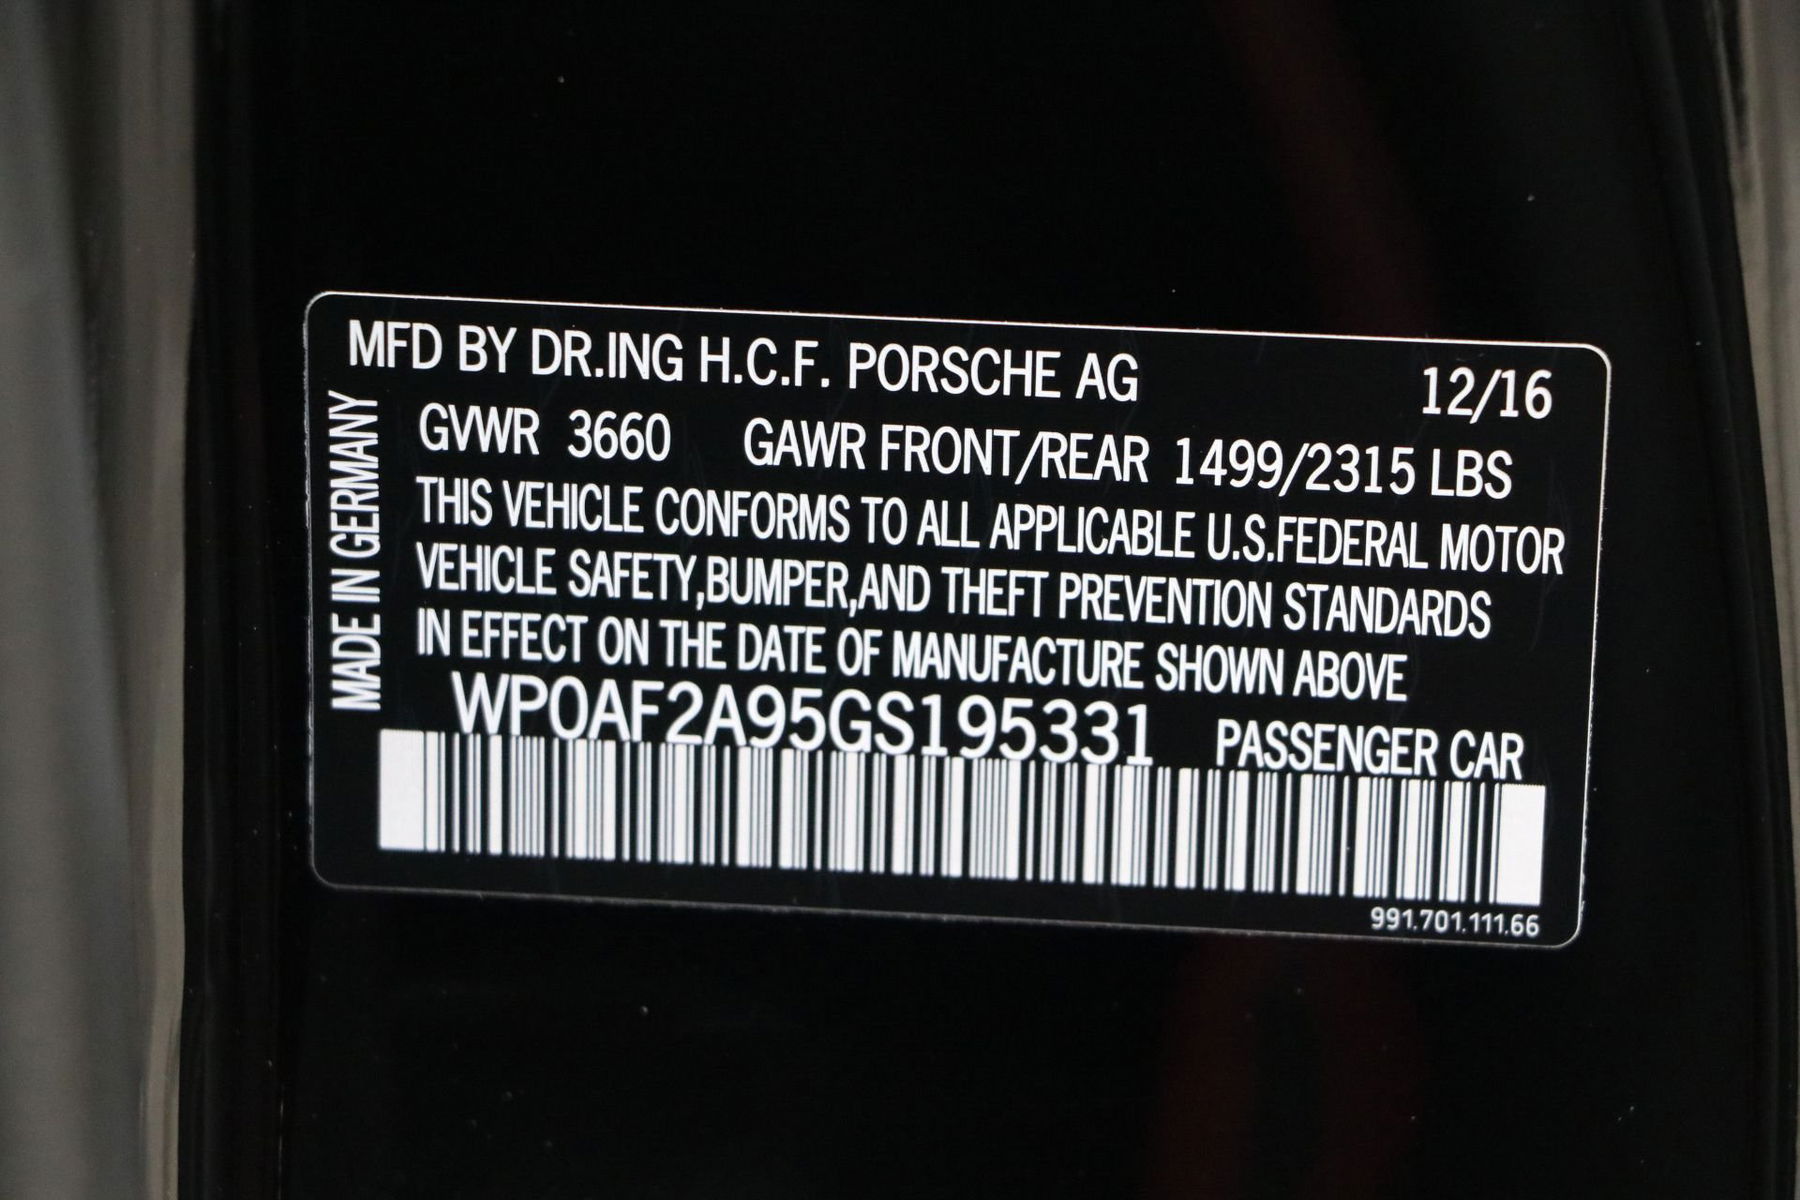 MFD BY DR.ING H.C.F. PORSCHE AG 12/16
MADE IN GERMANY
GVWR 3660 GAWR FRONT/REAR 1499/2315 LBS
THIS VEHICLE CONFORMS TO ALL APPLICABLE U.S.FEDERAL MOTOR
VEHICLE SAFETY,BUMPER,AND THEFT PREVENTION STANDARDS
IN EFFECT ON THE DATE OF MANUFACTURE SHOWN ABOVE
WP0AF2A95GS195331 PASSENGER CAR
991.701.111.66